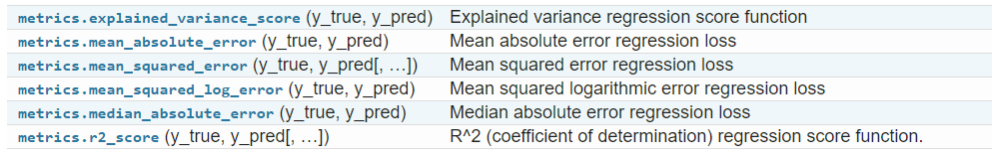 metrics.explained_variance_score (y_true, y_pred) Explained variance regression score function
metrics.mean_absolute_error (y_true, y_pred) Mean absolute error regression loss
metrics.mean_squared_error (y_true, y_pred[, …]) Mean squared error regression loss
metrics.mean_squared_log_error (y_true, y_pred) Mean squared logarithmic error regression loss
metrics.median_absolute_error (y_true, y_pred) Median absolute error regression loss
metrics.r2_score (y_true, y_pred[, …]) R^2 (coefficient of determination) regression score function.